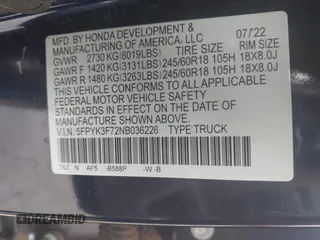 MFD. BY HONDA DEVELOPMENT &
MANUFACTURING OF AMERICA, LLC 07/22
GVWR 2730 KG(6019LBS) TIRE SIZE RIM SIZE
GAWR F 1420 KG(3131LBS) 245/60R18 105H 18X8.0J
GAWR R 1480 KG(3263LBS) 245/60R18 105H 18X8.0J
THIS VEHICLE CONFORMS TO ALL APPLICABLE
FEDERAL MOTOR VEHICLE SAFETY STANDARDS IN
EFFECT ON THE DATE OF MANUFACTURE SHOWN ABOVE.
V.I.N. 5FPYK3F72NB036226 TYPE:TRUCK
N AF5 -B588P -W-B
DREAMBID.COM